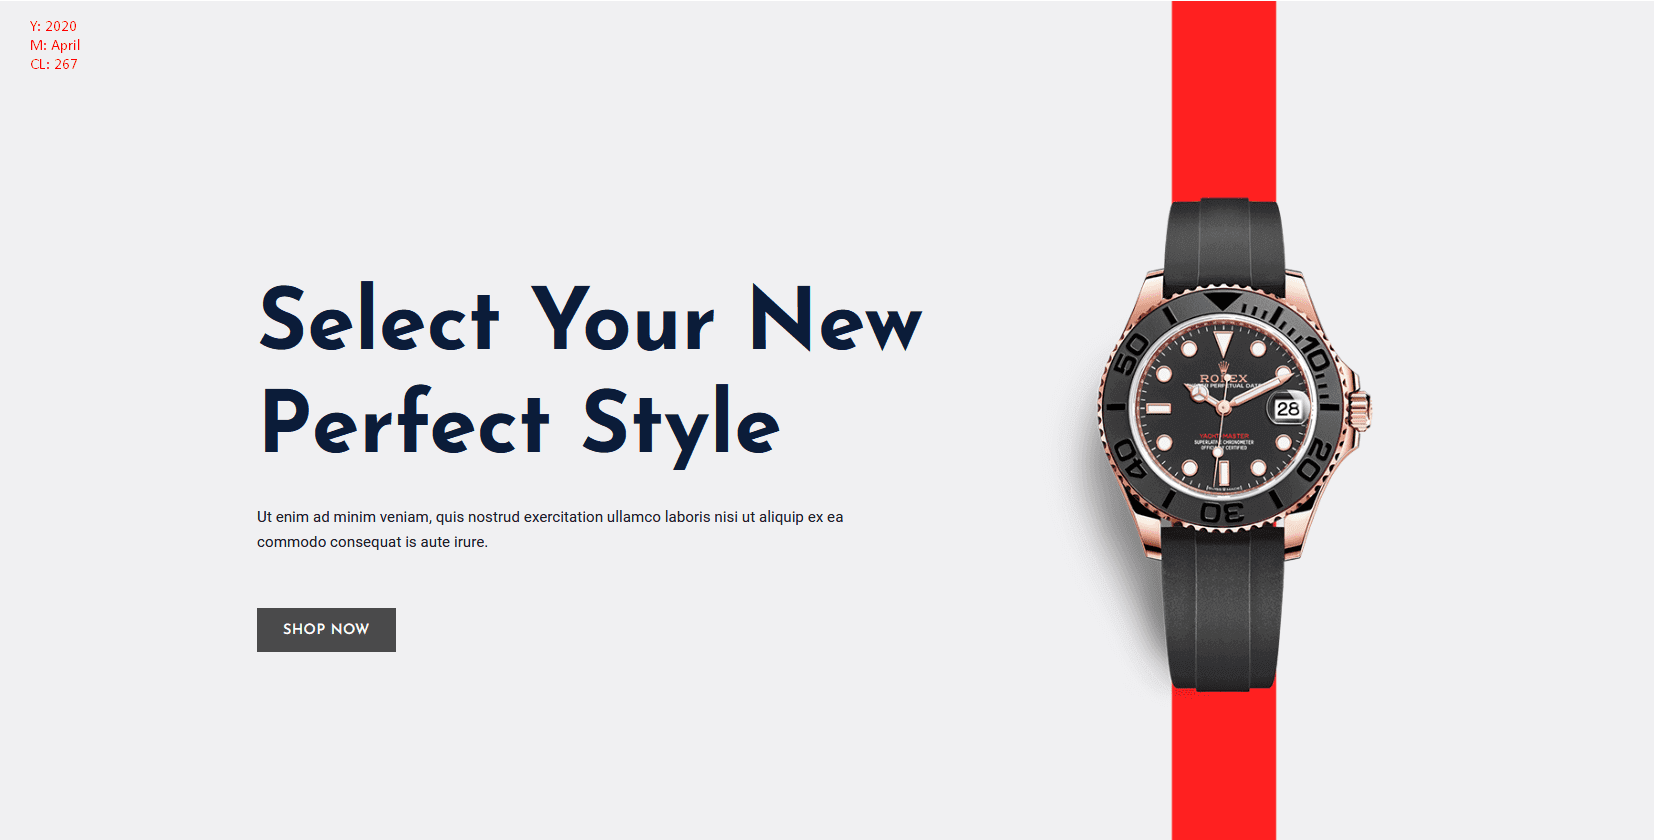 Y: 2020
M: April
CL: 267
Select Your New
Perfect Style
Ut enim ad minim veniam, quis nostrud exercitation ullamco laboris nisi ut aliquip ex ea
commodo consequat is aute irure.
SHOP NOW
50
10
ROLEX
PERPETUAL DATE
28
YACHT-MASTER
SUPERLATIVE CHRONOMETER
OFFICIALLY CERTIFIED
40
20
30